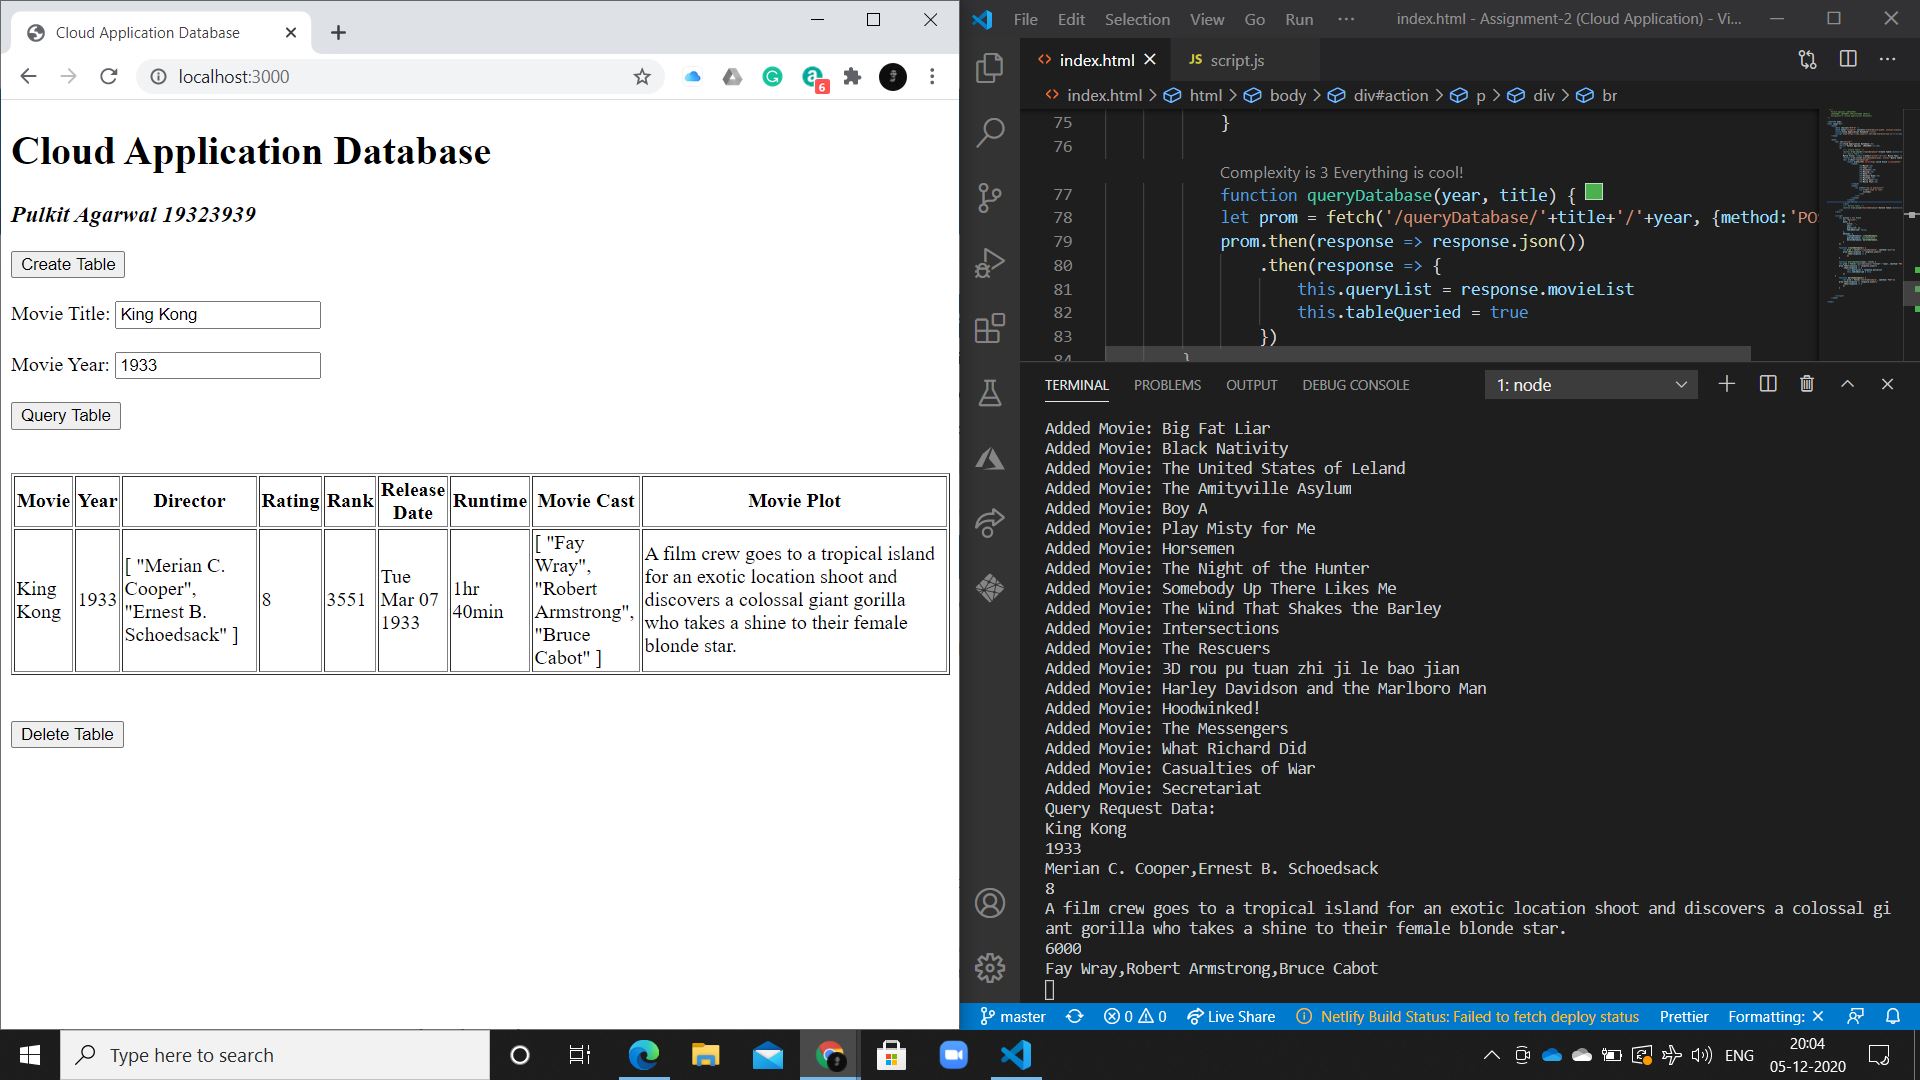 Cloud Application Database
localhost:3000
6
Cloud Application Database
Pulkit Agarwal 19323939
Create Table
Movie Title: King Kong
Movie Year: 1933
Query Table
Movie Year Director Rating Rank Release Date Runtime Movie Cast Movie Plot
King Kong 1933 [ "Merian C. Cooper", "Ernest B. Schoedsack" ] 8 3551 Tue Mar 07 1933 1hr 40min [ "Fay Wray", "Robert Armstrong", "Bruce Cabot" ] A film crew goes to a tropical island for an exotic location shoot and discovers a colossal giant gorilla who takes a shine to their female blonde star.
Delete Table
File Edit Selection View Go Run ··· index.html - Assignment-2 (Cloud Application) - Vi...
index.html JS script.js
index.html > html > body > div#action > p > div > br
75 }
76
Complexity is 3 Everything is cool!
77 function queryDatabase(year, title) {
78 let prom = fetch('/queryDatabase/'+title+'/'+year, {method:'PO
79 prom.then(response => response.json())
80 .then(response => {
81 this.queryList = response.movieList
82 this.tableQueried = true
83 })
84 }
TERMINAL PROBLEMS OUTPUT DEBUG CONSOLE 1: node
Added Movie: Big Fat Liar
Added Movie: Black Nativity
Added Movie: The United States of Leland
Added Movie: The Amityville Asylum
Added Movie: Boy A
Added Movie: Play Misty for Me
Added Movie: Horsemen
Added Movie: The Night of the Hunter
Added Movie: Somebody Up There Likes Me
Added Movie: The Wind That Shakes the Barley
Added Movie: Intersections
Added Movie: The Rescuers
Added Movie: 3D rou pu tuan zhi ji le bao jian
Added Movie: Harley Davidson and the Marlboro Man
Added Movie: Hoodwinked!
Added Movie: The Messengers
Added Movie: What Richard Did
Added Movie: Casualties of War
Added Movie: Secretariat
Query Request Data:
King Kong
1933
Merian C. Cooper,Ernest B. Schoedsack
8
A film crew goes to a tropical island for an exotic location shoot and discovers a colossal gi
ant gorilla who takes a shine to their female blonde star.
6000
Fay Wray,Robert Armstrong,Bruce Cabot
master 0 0 Live Share Netlify Build Status: Failed to fetch deploy status Prettier Formatting: ×
Type here to search
ENG
20:04
05-12-2020